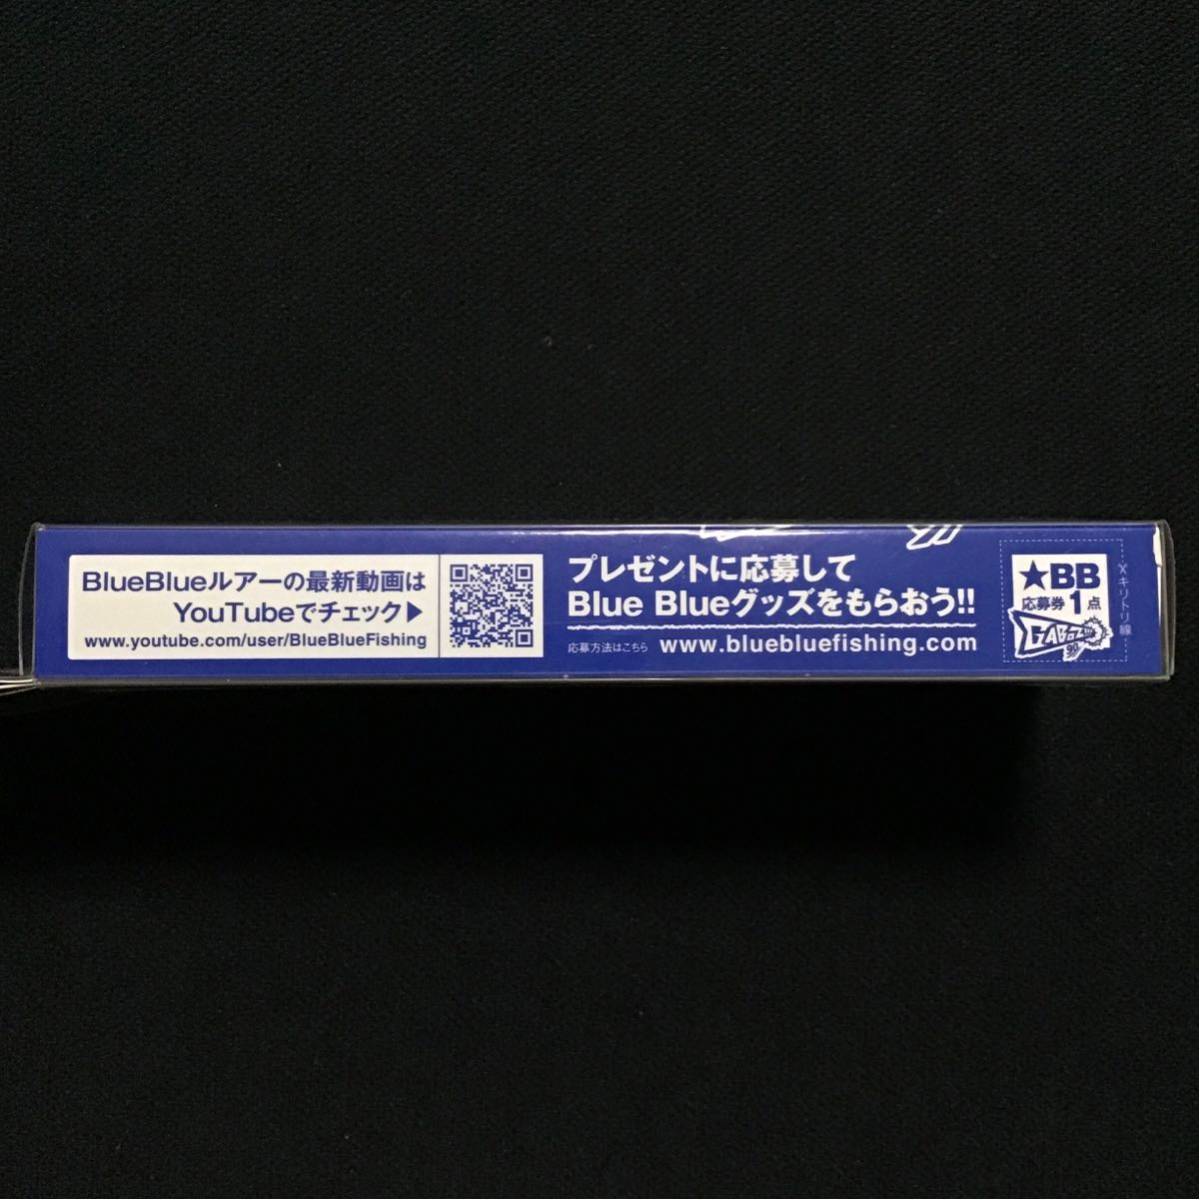 BlueBlueルアーの最新動画は
YouTubeでチェック▶
www.youtube.com/user/BlueBlueFishing
プレゼントに応募して
Blue Blueグッズをもらおう!!
応募方法はこちら www.bluebluefishing.com
★BB
応募券1点
GZABOZ
90
キリトリ線